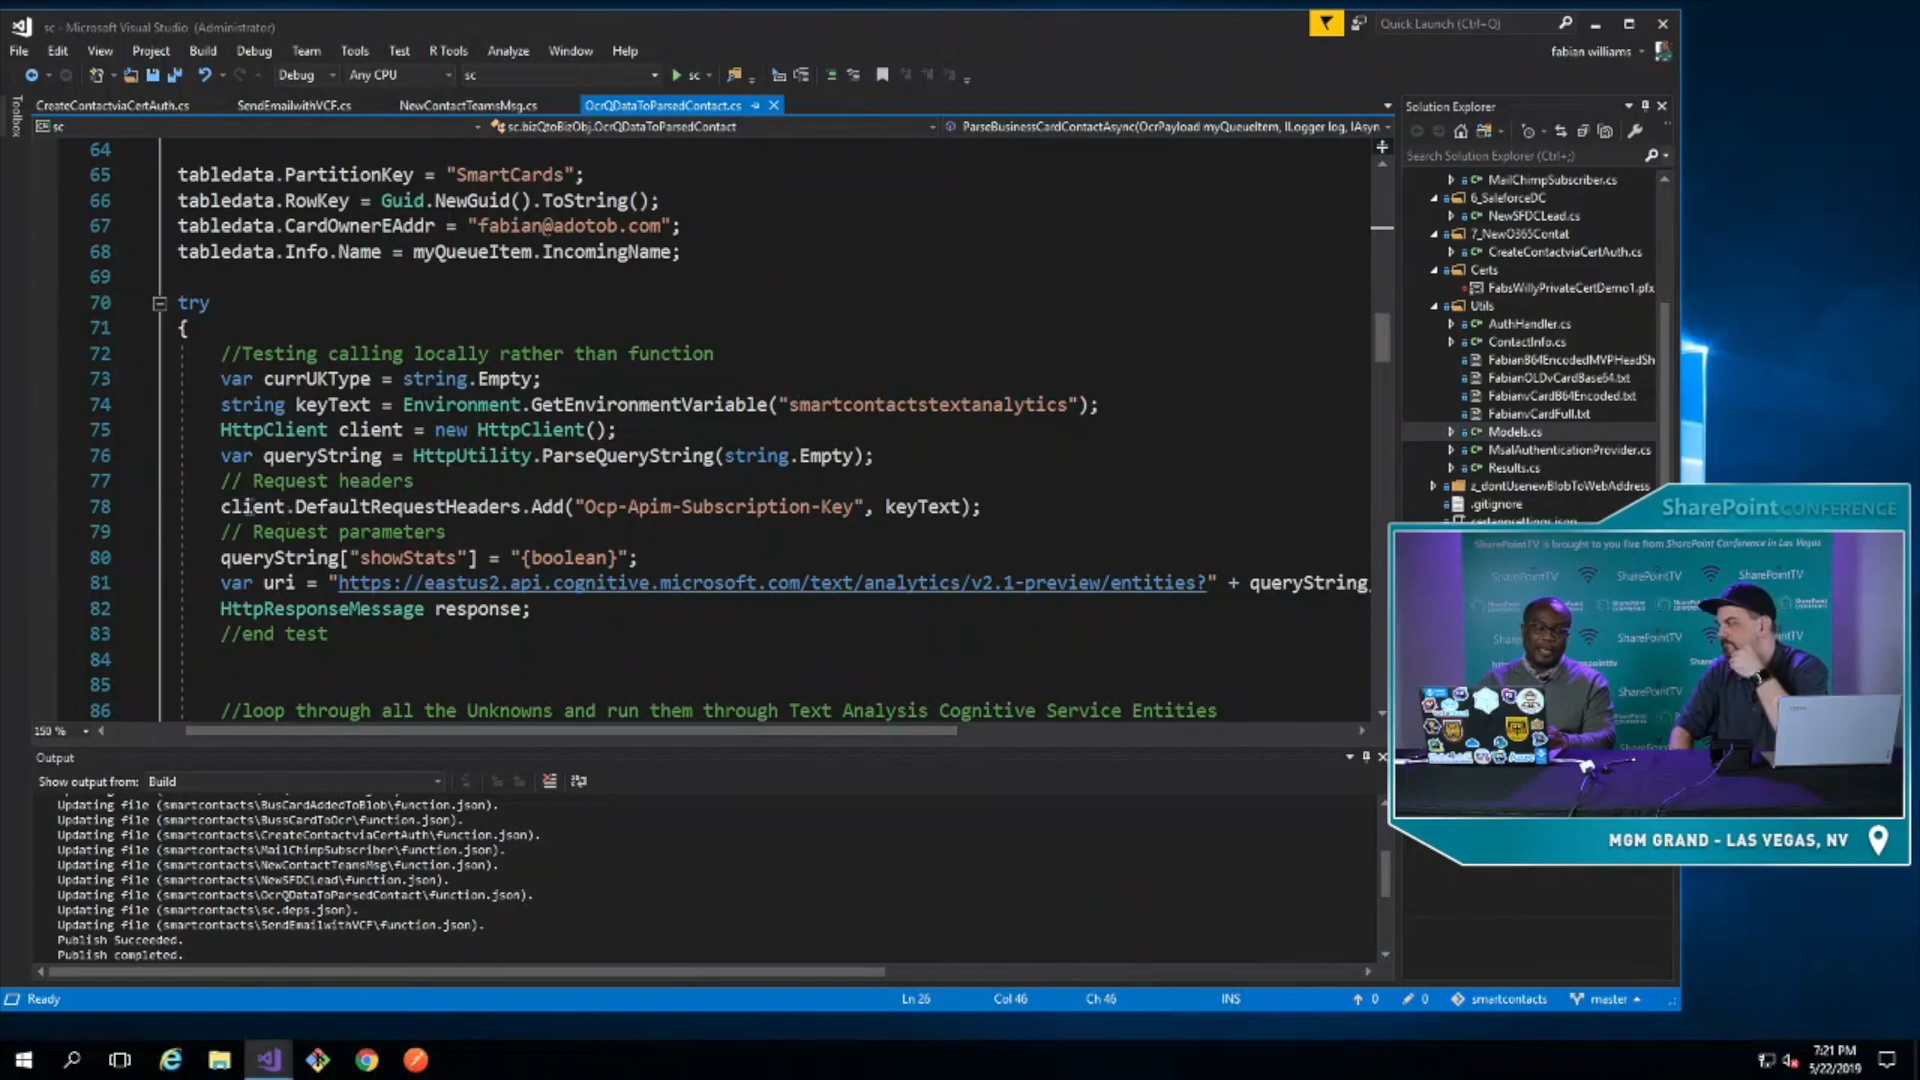 sc - Microsoft Visual Studio (Administrator)
Quick Launch (Ctrl+Q)
File Edit View Project Build Debug Team Tools Test R Tools Analyze Window Help
fabian williams
Debug Any CPU sc sc
Toolbox
CreateContactviaCertAuth.cs SendEmailwithVCF.cs NewContactTeamsMsg.cs OcrQDataToParsedContact.cs
sc sc.bizQtoBizObj.OcrQDataToParsedContact ParseBusinessCardContactAsync(OcrPayload myQueueItem, ILogger log, IAsyn
64
65 tabledata.PartitionKey = "SmartCards";
66 tabledata.RowKey = Guid.NewGuid().ToString();
67 tabledata.CardOwnerEAddr = "fabian@adotob.com";
68 tabledata.Info.Name = myQueueItem.IncomingName;
69
70 try
71 {
72 //Testing calling locally rather than function
73 var currUKType = string.Empty;
74 string keyText = Environment.GetEnvironmentVariable("smartcontactstextanalytics");
75 HttpClient client = new HttpClient();
76 var queryString = HttpUtility.ParseQueryString(string.Empty);
77 // Request headers
78 client.DefaultRequestHeaders.Add("Ocp-Apim-Subscription-Key", keyText);
79 // Request parameters
80 queryString["showStats"] = "{boolean}";
81 var uri = "https://eastus2.api.cognitive.microsoft.com/text/analytics/v2.1-preview/entities?" + queryString
82 HttpResponseMessage response;
83 //end test
84
85
86 //loop through all the Unknowns and run them through Text Analysis Cognitive Service Entities
150 %
Output
Show output from: Build
Updating file (smartcontacts\BusCardAddedToBlob\function.json).
Updating file (smartcontacts\BussCardToOcr\function.json).
Updating file (smartcontacts\CreateContactviaCertAuth\function.json).
Updating file (smartcontacts\MailChimpSubscriber\function.json).
Updating file (smartcontacts\NewContactTeamsMsg\function.json).
Updating file (smartcontacts\NewSFDCLead\function.json).
Updating file (smartcontacts\OcrQDataToParsedContact\function.json).
Updating file (smartcontacts\sc.deps.json).
Updating file (smartcontacts\SendEmailwithVCF\function.json).
Publish Succeeded.
Publish completed.
Solution Explorer
Search Solution Explorer (Ctrl+;)
MailChimpSubscriber.cs
6_SaleforceDC
NewSFDCLead.cs
7_NewO365Contat
CreateContactviaCertAuth.cs
Certs
FabsWillyPrivateCertDemo1.pfx
Utils
AuthHandler.cs
ContactInfo.cs
FabianB64EncodedMVPHeadSh
FabianOLDvCardBase64.txt
FabianvCardB64Encoded.txt
FabianvCardFull.txt
Models.cs
MsalAuthenticationProvider.cs
Results.cs
z_dontUsenewBlobToWebAddress
.gitignore
SharePoint CONFERENCE
SharePointTV is brought to you live from SharePoint Conference in Las Vegas
SharePointTV SharePointTV SharePointTV
SharePointTV
SharePointTV
SharePointTV
MGM GRAND - LAS VEGAS, NV
Ready Ln 26 Col 46 Ch 46 INS 0 0 smartcontacts master
7:21 PM
5/22/2019